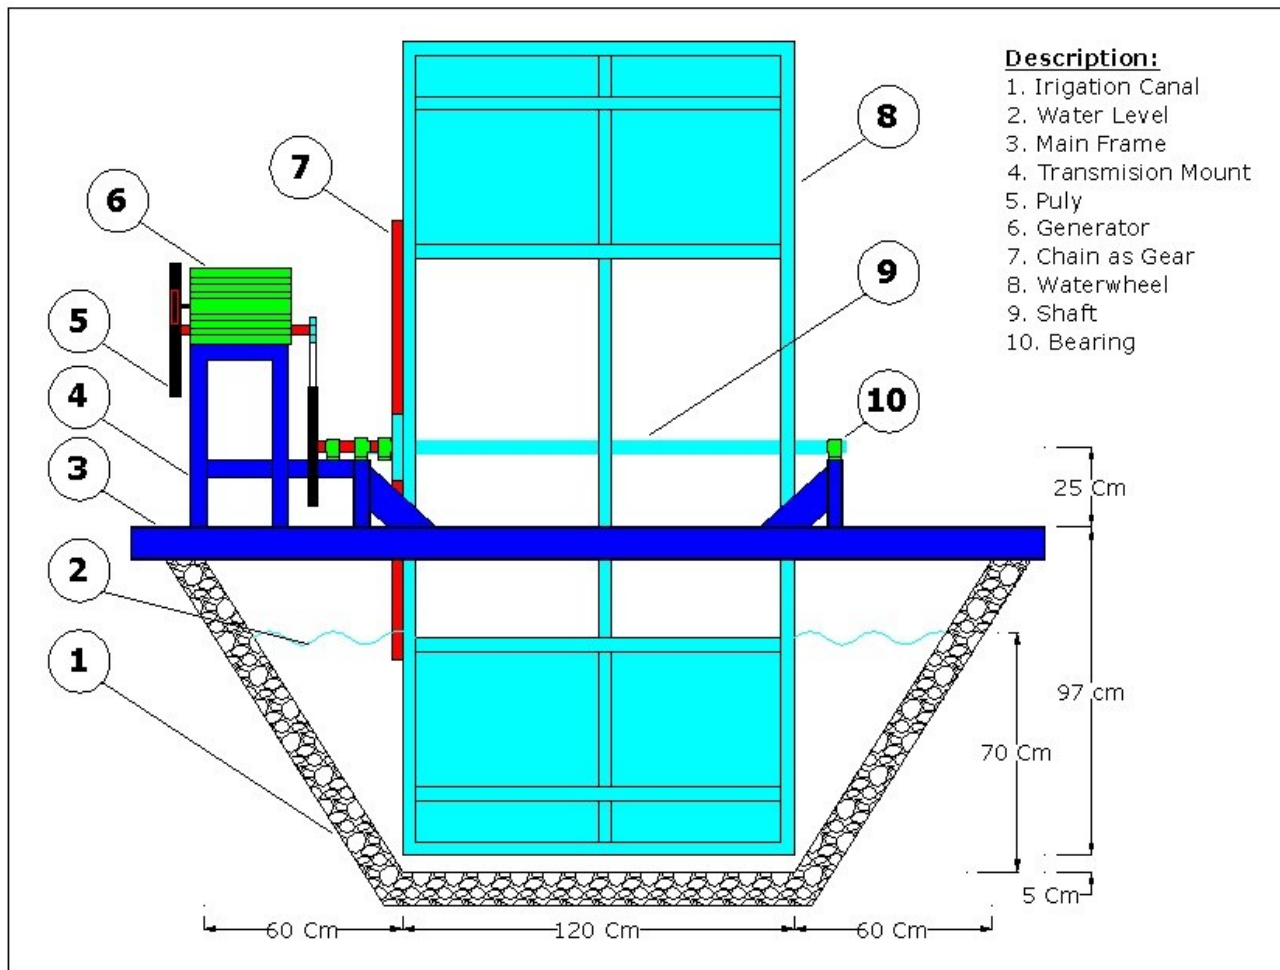 Description:
1. Irigation Canal
2. Water Level
3. Main Frame
4. Transmision Mount
5. Puly
6. Generator
7. Chain as Gear
8. Waterwheel
9. Shaft
10. Bearing
8
7
6
9
5
4
10
3
25 Cm
2
1
97 cm
70 Cm
5 Cm
60 Cm
120 Cm
60 Cm